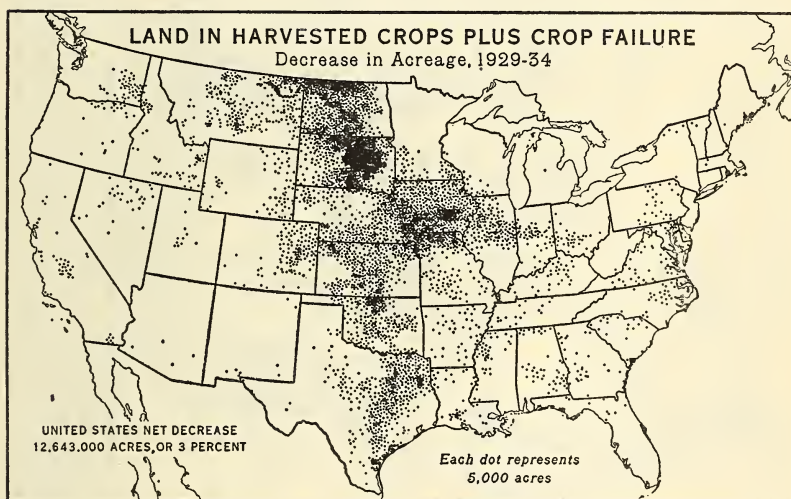 LAND IN HARVESTED CROPS PLUS CROP FAILURE
Decrease in Acreage, 1929-34
UNITED STATES NET DECREASE
12,643,000 ACRES, OR 3 PERCENT
Each dot represents
5,000 acres